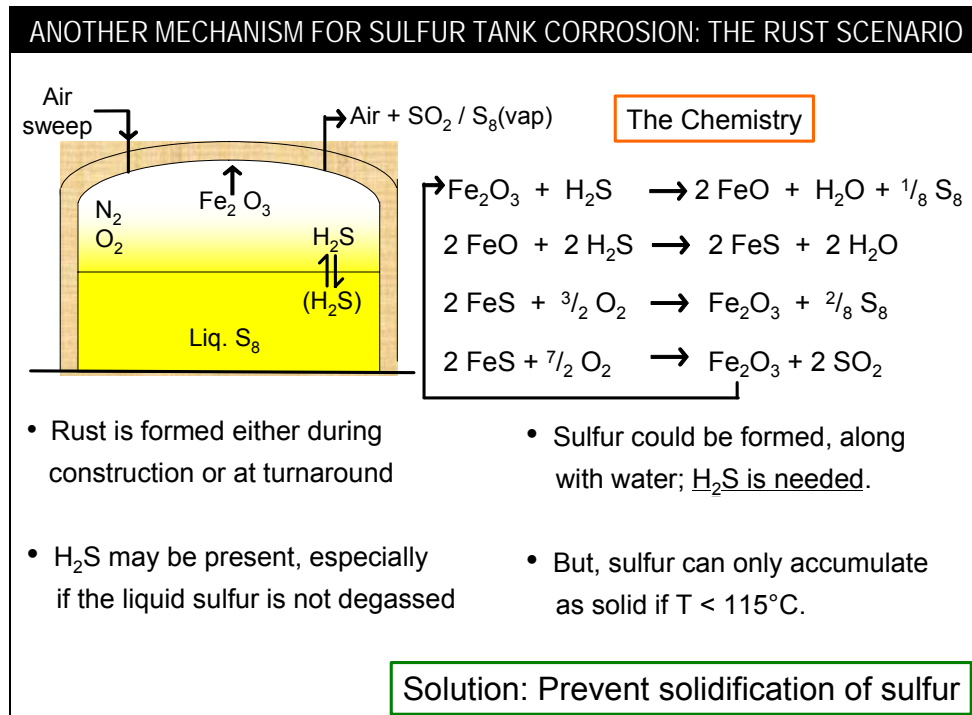 ANOTHER MECHANISM FOR SULFUR TANK CORROSION: THE RUST SCENARIO
Air
sweep
Air + SO₂ / S₈(vap)
The Chemistry
Fe₂ O₃
N₂
O₂
H₂S
(H₂S)
Liq. S₈
Fe₂O₃ + H₂S → 2 FeO + H₂O + ¹/₈ S₈
2 FeO + 2 H₂S → 2 FeS + 2 H₂O
2 FeS + ³/₂ O₂ → Fe₂O₃ + ²/₈ S₈
2 FeS + ⁷/₂ O₂ → Fe₂O₃ + 2 SO₂
• Rust is formed either during
construction or at turnaround
• H₂S may be present, especially
if the liquid sulfur is not degassed
• Sulfur could be formed, along
with water; H₂S is needed.
• But, sulfur can only accumulate
as solid if T < 115°C.
Solution: Prevent solidification of sulfur